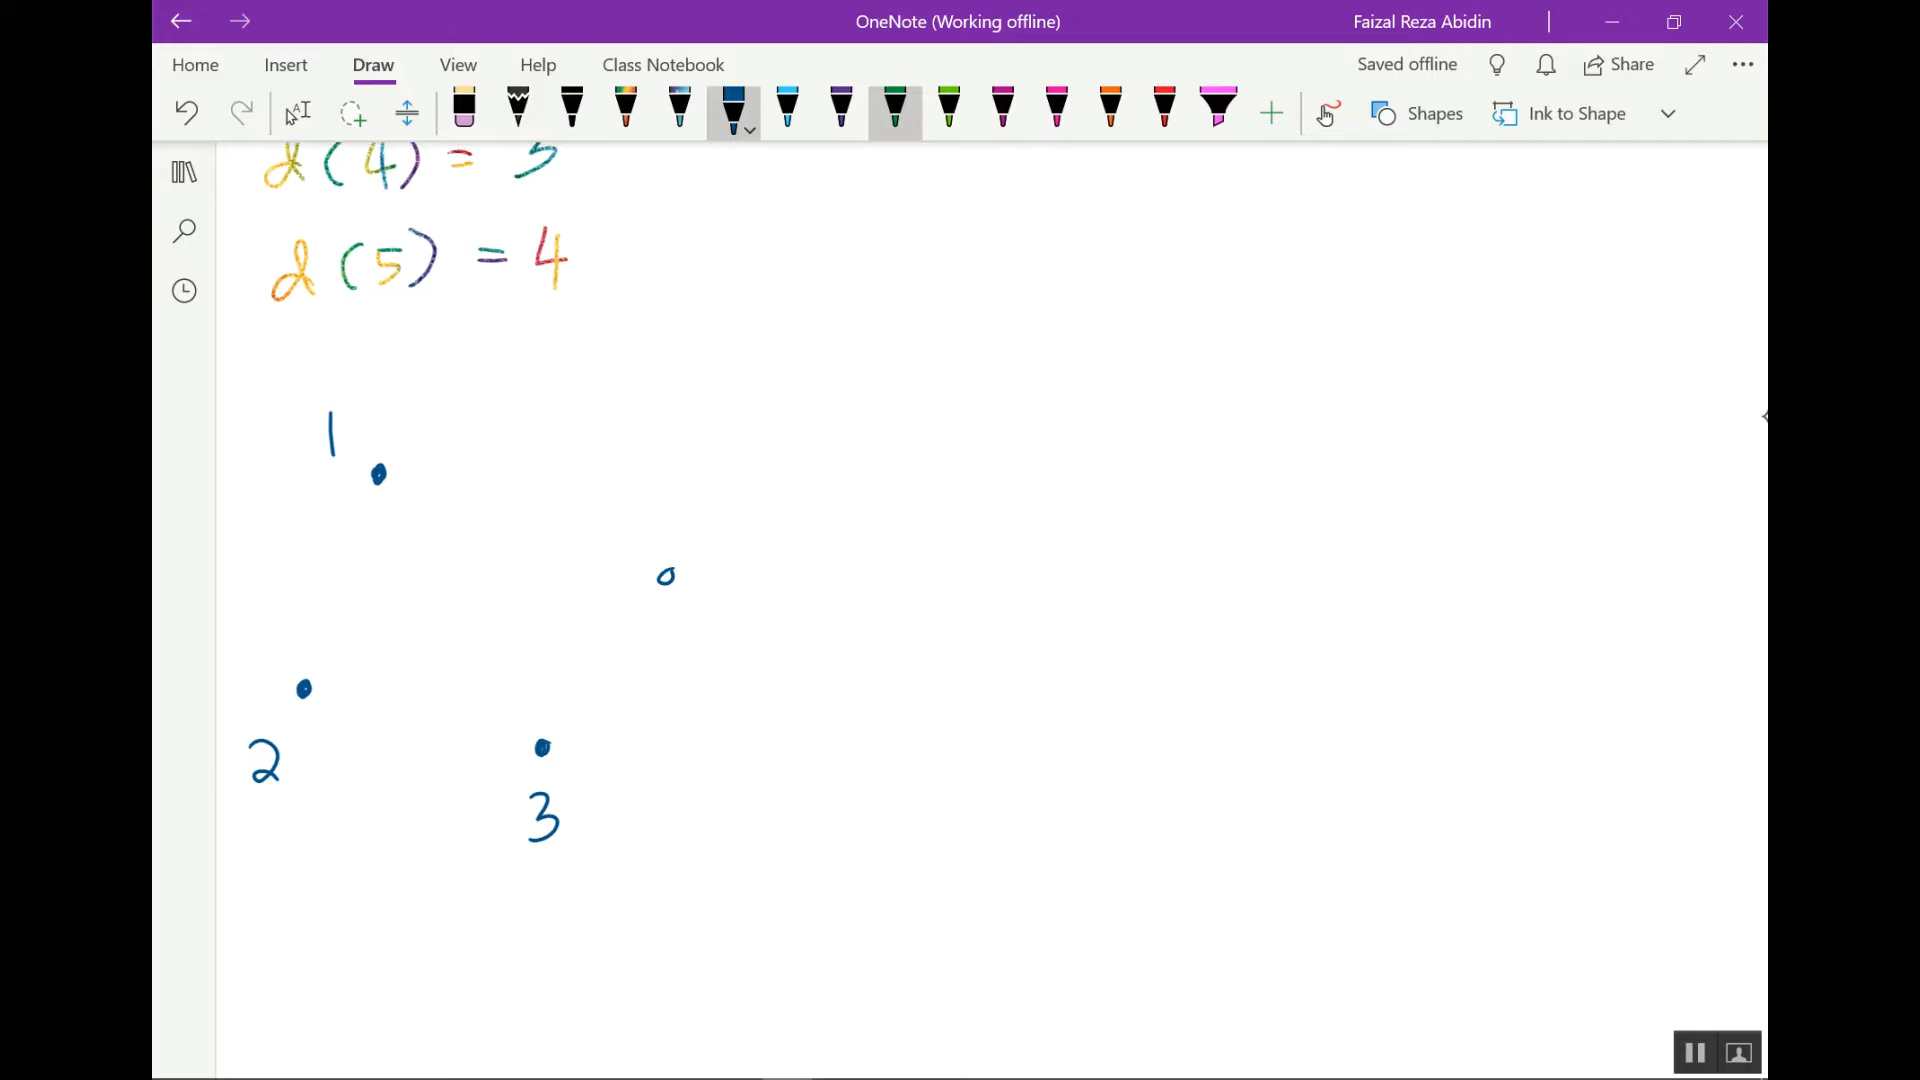 OneNote (Working offline)
Faizal Reza Abidin
Home Insert Draw View Help Class Notebook
Saved offline Share
Shapes Ink to Shape
d(4) = 3
d(5) = 4
1
2
3